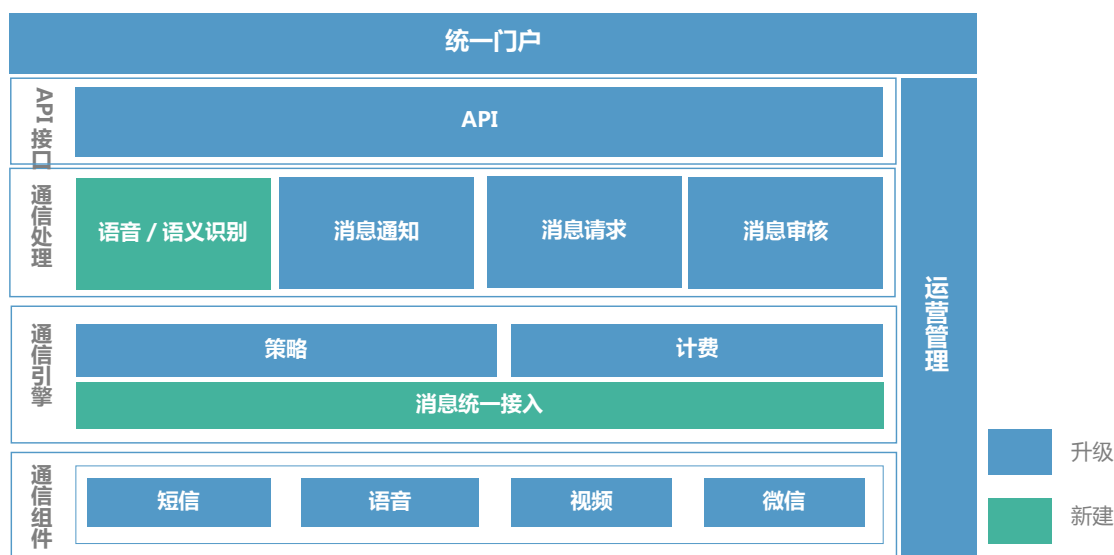 统一门户
API接口
API
通信处理
语音 / 语义识别
消息通知
消息请求
消息审核
运营管理
通信引擎
策略
计费
消息统一接入
通信组件
短信
语音
视频
微信
升级
新建